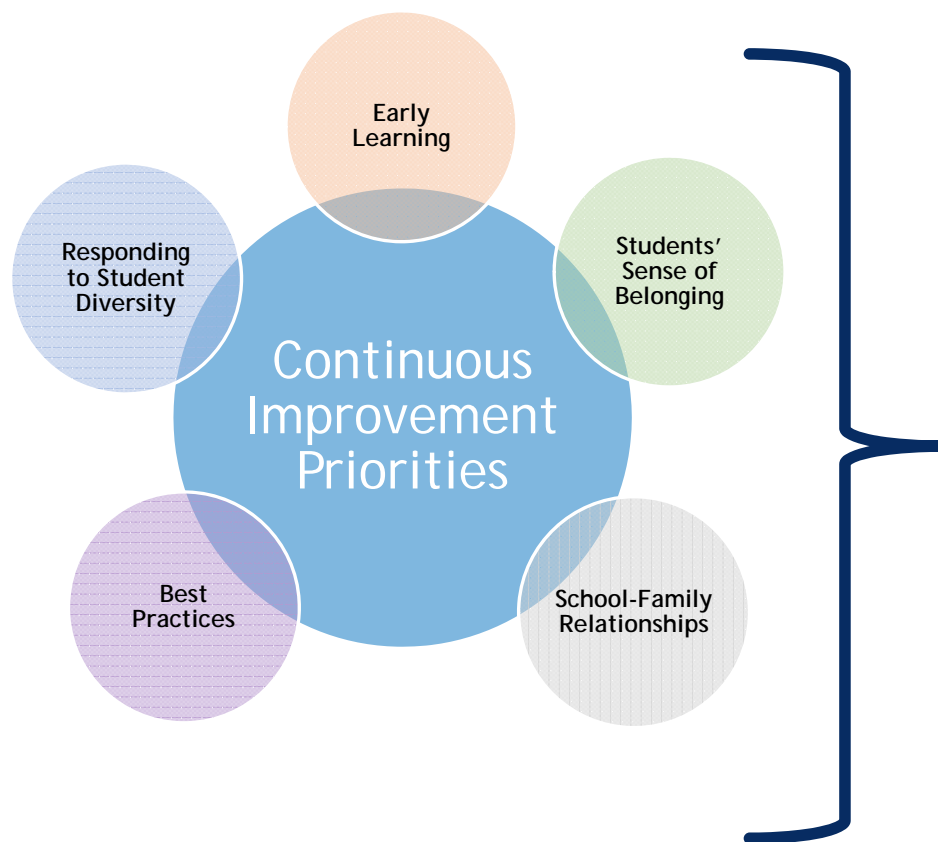 Early
Learning
Responding
to Student
Diversity
Students’
Sense of
Belonging
Continuous
Improvement
Priorities
Best
Practices
School-Family
Relationships